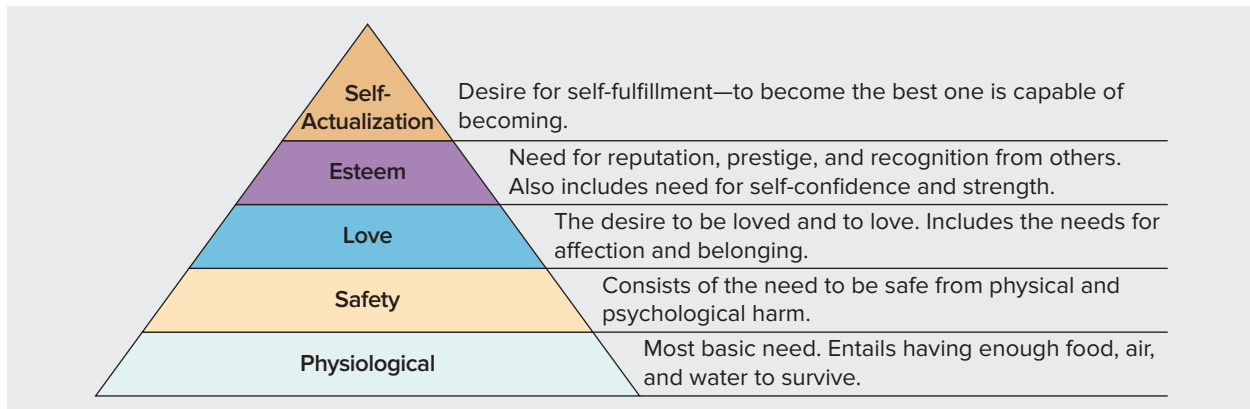 Self-
Actualization
Desire for self-fulfillment—to become the best one is capable of
becoming.
Esteem
Need for reputation, prestige, and recognition from others.
Also includes need for self-confidence and strength.
Love
The desire to be loved and to love. Includes the needs for
affection and belonging.
Safety
Consists of the need to be safe from physical and
psychological harm.
Physiological
Most basic need. Entails having enough food, air,
and water to survive.